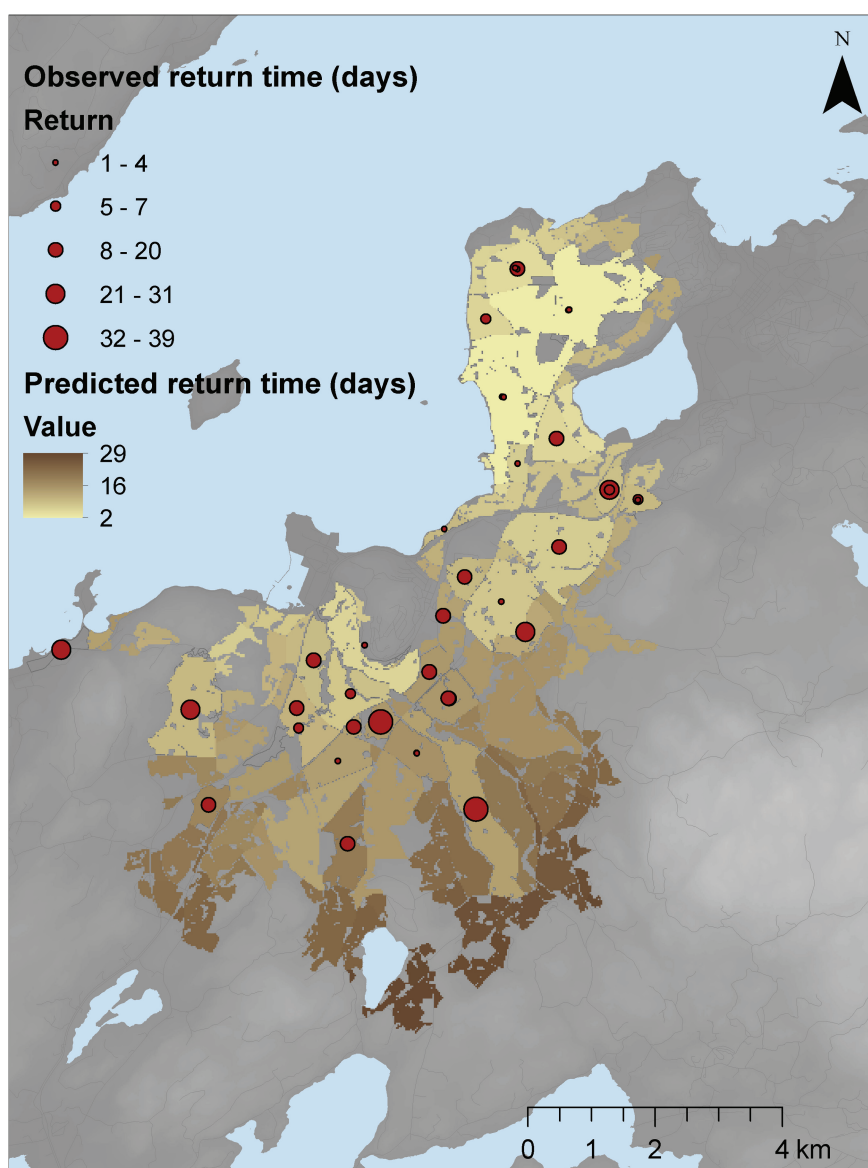 N
Observed return time (days)
Return
1 - 4
5 - 7
8 - 20
21 - 31
32 - 39
Predicted return time (days)
Value
29
16
2
0 1 2 4 km